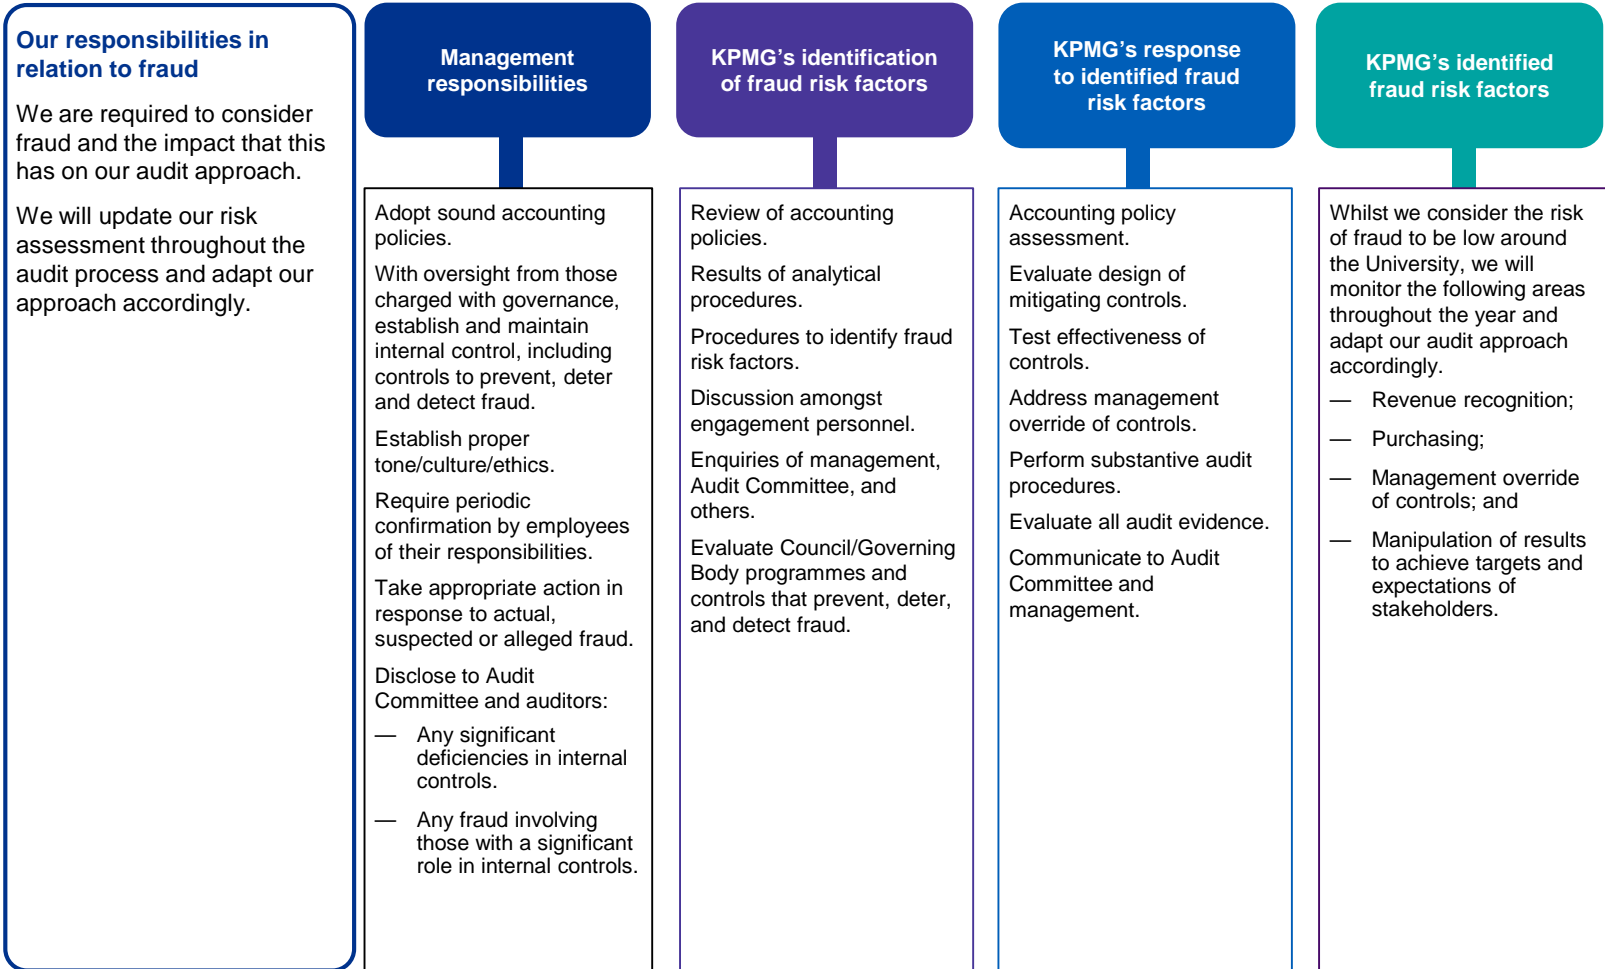 Our responsibilities in
relation to fraud
We are required to consider
fraud and the impact that this
has on our audit approach.
We will update our risk
assessment throughout the
audit process and adapt our
approach accordingly.
Management
responsibilities
Adopt sound accounting
policies.
With oversight from those
charged with governance,
establish and maintain
internal control, including
controls to prevent, deter
and detect fraud.
Establish proper
tone/culture/ethics.
Require periodic
confirmation by employees
of their responsibilities.
Take appropriate action in
response to actual,
suspected or alleged fraud.
Disclose to Audit
Committee and auditors:
— Any significant
deficiencies in internal
controls.
— Any fraud involving
those with a significant
role in internal controls.
KPMG’s identification
of fraud risk factors
Review of accounting
policies.
Results of analytical
procedures.
Procedures to identify fraud
risk factors.
Discussion amongst
engagement personnel.
Enquiries of management,
Audit Committee, and
others.
Evaluate Council/Governing
Body programmes and
controls that prevent, deter,
and detect fraud.
KPMG’s response
to identified fraud
risk factors
Accounting policy
assessment.
Evaluate design of
mitigating controls.
Test effectiveness of
controls.
Address management
override of controls.
Perform substantive audit
procedures.
Evaluate all audit evidence.
Communicate to Audit
Committee and
management.
KPMG’s identified
fraud risk factors
Whilst we consider the risk
of fraud to be low around
the University, we will
monitor the following areas
throughout the year and
adapt our audit approach
accordingly.
— Revenue recognition;
— Purchasing;
— Management override
of controls; and
— Manipulation of results
to achieve targets and
expectations of
stakeholders.